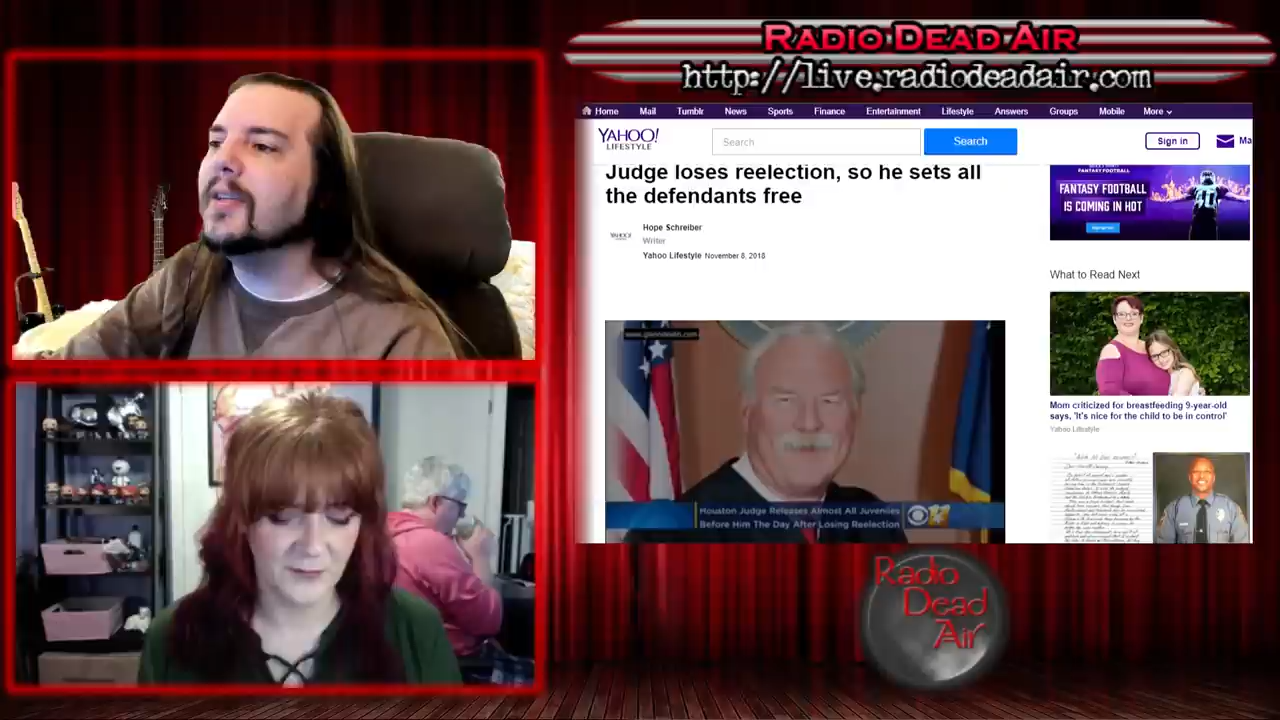 Radio Dead Air
http://live.radiodeadair.com
Home Mail Tumblr News Sports Finance Entertainment Lifestyle Answers Groups Mobile More
YAHOO!
LIFESTYLE
Search
Search
Sign in
Ma
Judge loses reelection, so he sets all
the defendants free
Hope Schreiber
Writer
Yahoo Lifestyle November 8, 2018
FANTASY FOOTBALL
FANTASY FOOTBALL
IS COMING IN HOT
What to Read Next
Mom criticized for breastfeeding 9-year-old
says, 'It's nice for the child to be in control'
Yahoo Lifestyle
Houston Judge Releases Almost All Juveniles
Before Him The Day After Losing Reelection
Radio
Dead
Air